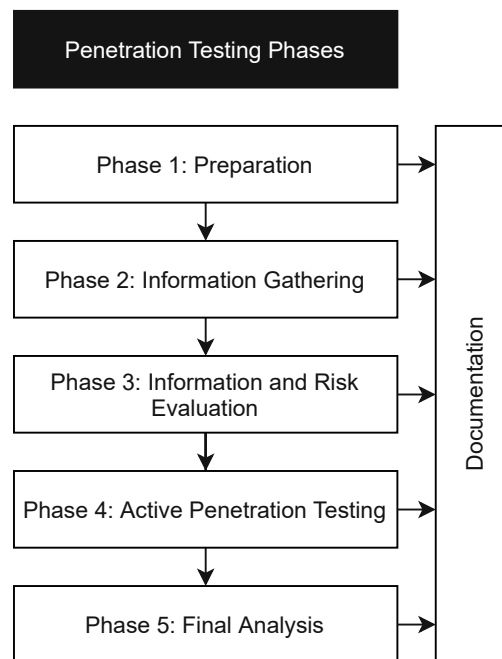 Penetration Testing Phases
Phase 1: Preparation
Phase 2: Information Gathering
Phase 3: Information and Risk
Evaluation
Phase 4: Active Penetration Testing
Phase 5: Final Analysis
Documentation